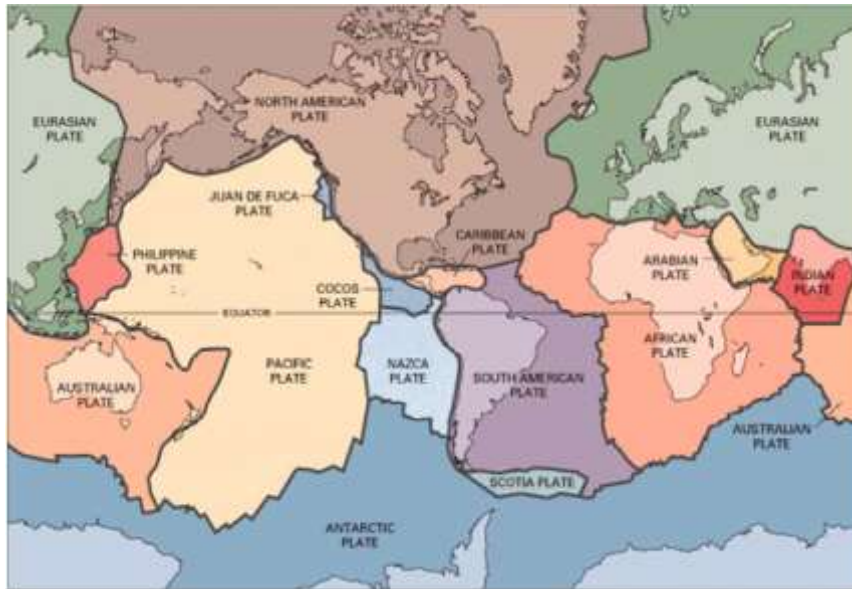 NORTH AMERICAN
PLATE
EURASIAN
PLATE
EURASIAN
PLATE
JUAN DE FUCA
PLATE
CARIBBEAN
PLATE
PHILIPPINE
PLATE
ARABIAN
PLATE
INDIAN
PLATE
COCOS
PLATE
EQUATOR
AFRICAN
PLATE
PACIFIC
PLATE
NAZCA
PLATE
SOUTH AMERICAN
PLATE
AUSTRALIAN
PLATE
AUSTRALIAN
PLATE
SCOTIA PLATE
ANTARCTIC
PLATE